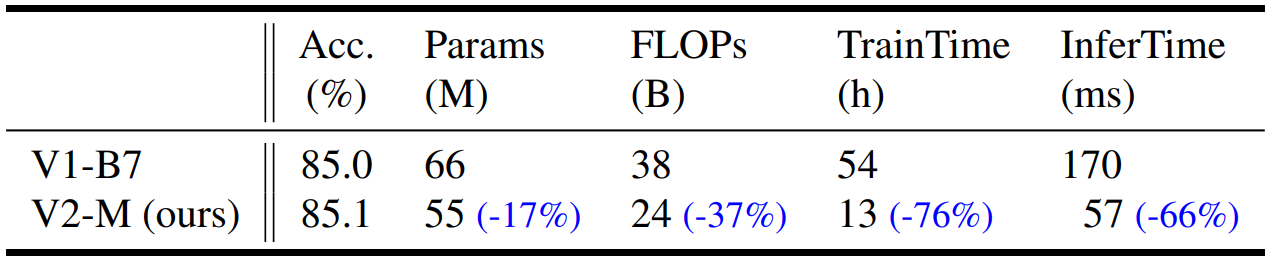 Acc. Params FLOPs TrainTime InferTime
(%) (M) (B) (h) (ms)
V1-B7 85.0 66 38 54 170
V2-M (ours) 85.1 55 (-17%) 24 (-37%) 13 (-76%) 57 (-66%)